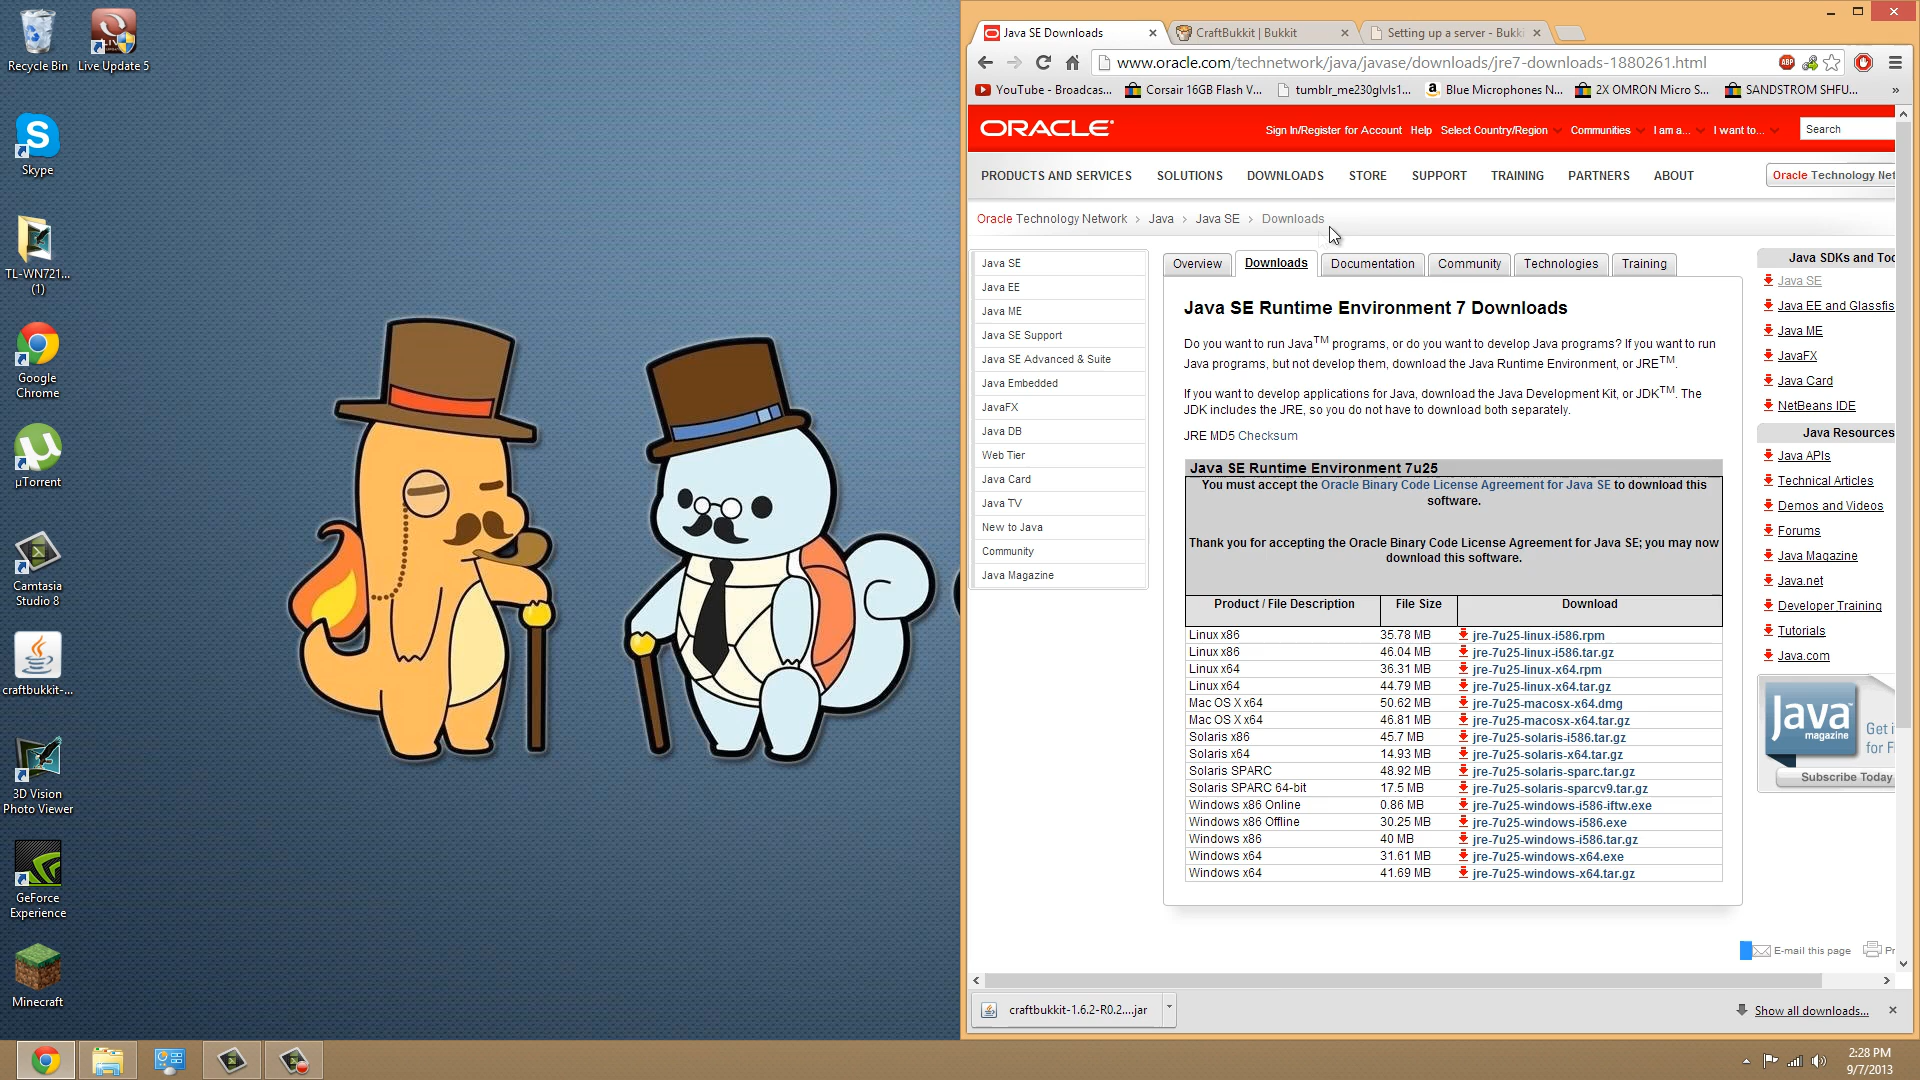 Recycle Bin
Live Update 5
Skype
TL-WN721...
(1)
Google
Chrome
µTorrent
Camtasia
Studio 8
craftbukkit-...
3D Vision
Photo Viewer
GeForce
Experience
Minecraft
Java SE Downloads
CraftBukkit | Bukkit
Setting up a server - Bukki
www.oracle.com/technetwork/java/javase/downloads/jre7-downloads-1880261.html
ABP
YouTube - Broadcas...
Corsair 16GB Flash V...
tumblr_me230glvls1...
Blue Microphones N...
2X OMRON Micro S...
SANDSTROM SHFU...
»
ORACLE
Sign In/Register for Account Help Select Country/Region Communities I am a... I want to... Search
PRODUCTS AND SERVICES SOLUTIONS DOWNLOADS STORE SUPPORT TRAINING PARTNERS ABOUT
Oracle Technology Net
Oracle Technology Network > Java > Java SE > Downloads
Java SE
Java EE
Java ME
Java SE Support
Java SE Advanced & Suite
Java Embedded
JavaFX
Java DB
Web Tier
Java Card
Java TV
New to Java
Community
Java Magazine
Overview Downloads Documentation Community Technologies Training
Java SE Runtime Environment 7 Downloads
Do you want to run Java™ programs, or do you want to develop Java programs? If you want to run
Java programs, but not develop them, download the Java Runtime Environment, or JRE™.
If you want to develop applications for Java, download the Java Development Kit, or JDK™. The
JDK includes the JRE, so you do not have to download both separately.
JRE MD5 Checksum
Java SE Runtime Environment 7u25
You must accept the Oracle Binary Code License Agreement for Java SE to download this
software.
Thank you for accepting the Oracle Binary Code License Agreement for Java SE; you may now
download this software.
Product / File Description File Size Download
Linux x86 35.78 MB jre-7u25-linux-i586.rpm
Linux x86 46.04 MB jre-7u25-linux-i586.tar.gz
Linux x64 36.31 MB jre-7u25-linux-x64.rpm
Linux x64 44.79 MB jre-7u25-linux-x64.tar.gz
Mac OS X x64 50.62 MB jre-7u25-macosx-x64.dmg
Mac OS X x64 46.81 MB jre-7u25-macosx-x64.tar.gz
Solaris x86 45.7 MB jre-7u25-solaris-i586.tar.gz
Solaris x64 14.93 MB jre-7u25-solaris-x64.tar.gz
Solaris SPARC 48.92 MB jre-7u25-solaris-sparc.tar.gz
Solaris SPARC 64-bit 17.5 MB jre-7u25-solaris-sparcv9.tar.gz
Windows x86 Online 0.86 MB jre-7u25-windows-i586-iftw.exe
Windows x86 Offline 30.25 MB jre-7u25-windows-i586.exe
Windows x86 40 MB jre-7u25-windows-i586.tar.gz
Windows x64 31.61 MB jre-7u25-windows-x64.exe
Windows x64 41.69 MB jre-7u25-windows-x64.tar.gz
Java SDKs and Too
Java SE
Java EE and Glassfis
Java ME
JavaFX
Java Card
NetBeans IDE
Java Resources
Java APIs
Technical Articles
Demos and Videos
Forums
Java Magazine
Java.net
Developer Training
Tutorials
Java.com
Java™
magazine
Get i
for F
Subscribe Today
E-mail this page Pr
craftbukkit-1.6.2-R0.2....jar
Show all downloads...
2:28 PM
9/7/2013